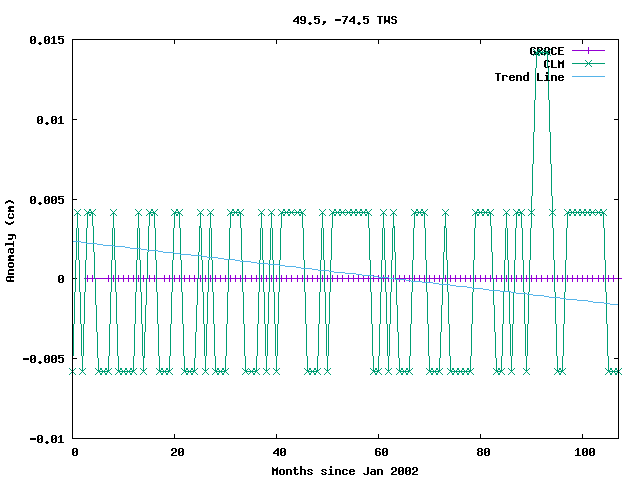 49.5, -74.5 TWS
0.015
0.01
0.005
0
-0.005
-0.01
Anomaly (cm)
GRACE
CLM
Trend Line
0 20 40 60 80 100
Months since Jan 2002